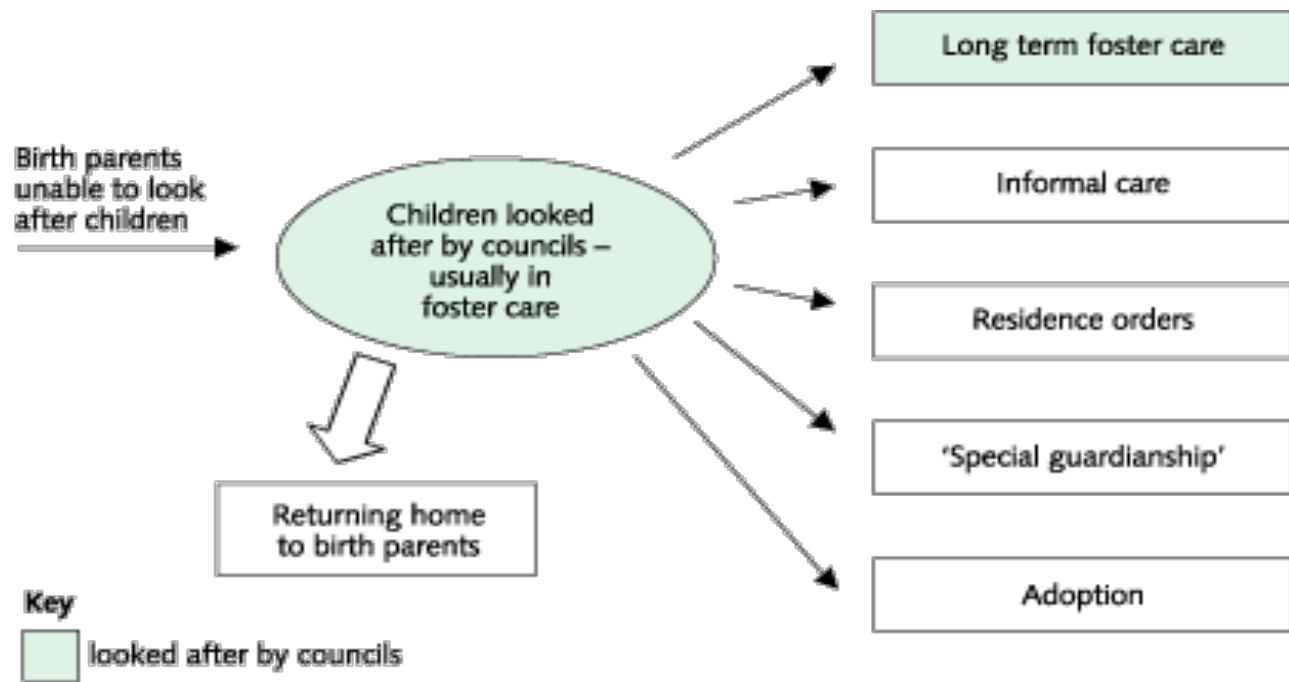 Long term foster care
Birth parents
unable to look
after children
Informal care
Children looked
after by councils –
usually in
foster care
Residence orders
‘Special guardianship’
Returning home
to birth parents
Adoption
Key
looked after by councils